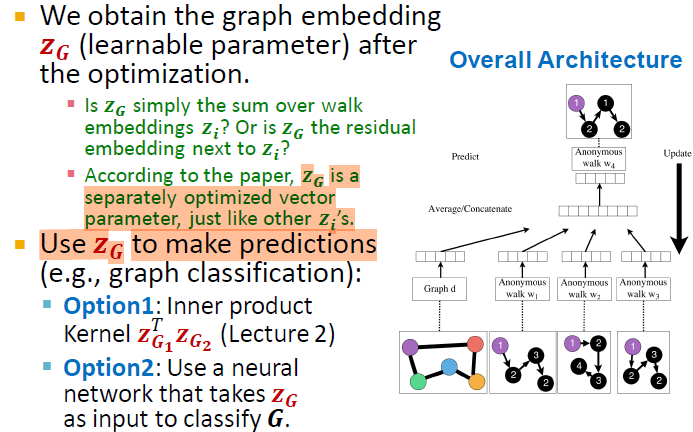 We obtain the graph embedding
z_G (learnable parameter) after
the optimization.
Is z_G simply the sum over walk
embeddings z_i? Or is z_G the residual
embedding next to z_i?
According to the paper, z_G is a
separately optimized vector
parameter, just like other z_i's.
Use z_G to make predictions
(e.g., graph classification):
Option1: Inner product
Kernel z_{G_1}^T z_{G_2} (Lecture 2)
Option2: Use a neural
network that takes z_G
as input to classify G.
Overall Architecture
1 1
2 2
Predict
Anonymous
walk w_4
Update
Average/Concatenate
Graph d
Anonymous
walk w_1
Anonymous
walk w_2
Anonymous
walk w_3
1 3
2 2
1 2
4 3
1 3
2 2